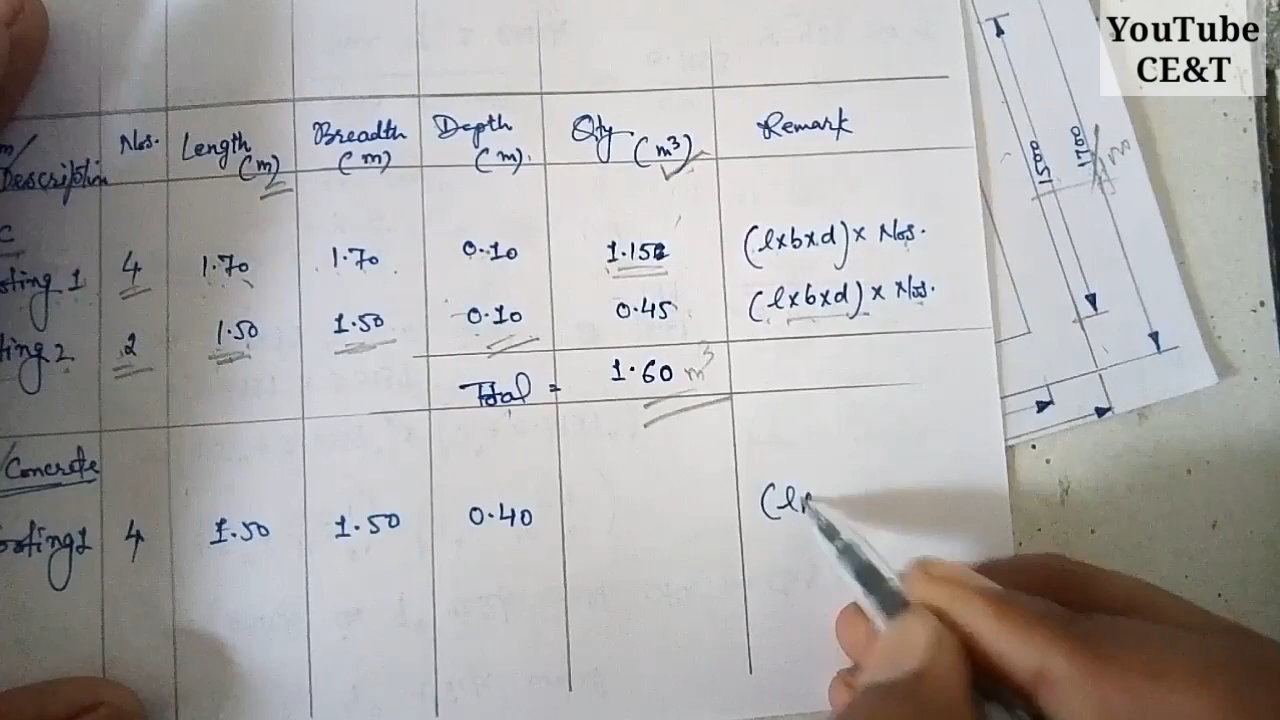 YouTube
CE&T
Nos. Length (m) Breadth (m) Depth (m). Qty (m³) Remark
4 1.70 1.70 0.10 1.152 (l×b×d)× Nos.
2 1.50 1.50 0.10 0.45 (l×b×d) × Nos.
Total = 1.60 m³
Concrete
4 1.50 1.50 0.40 (l
1500
1700